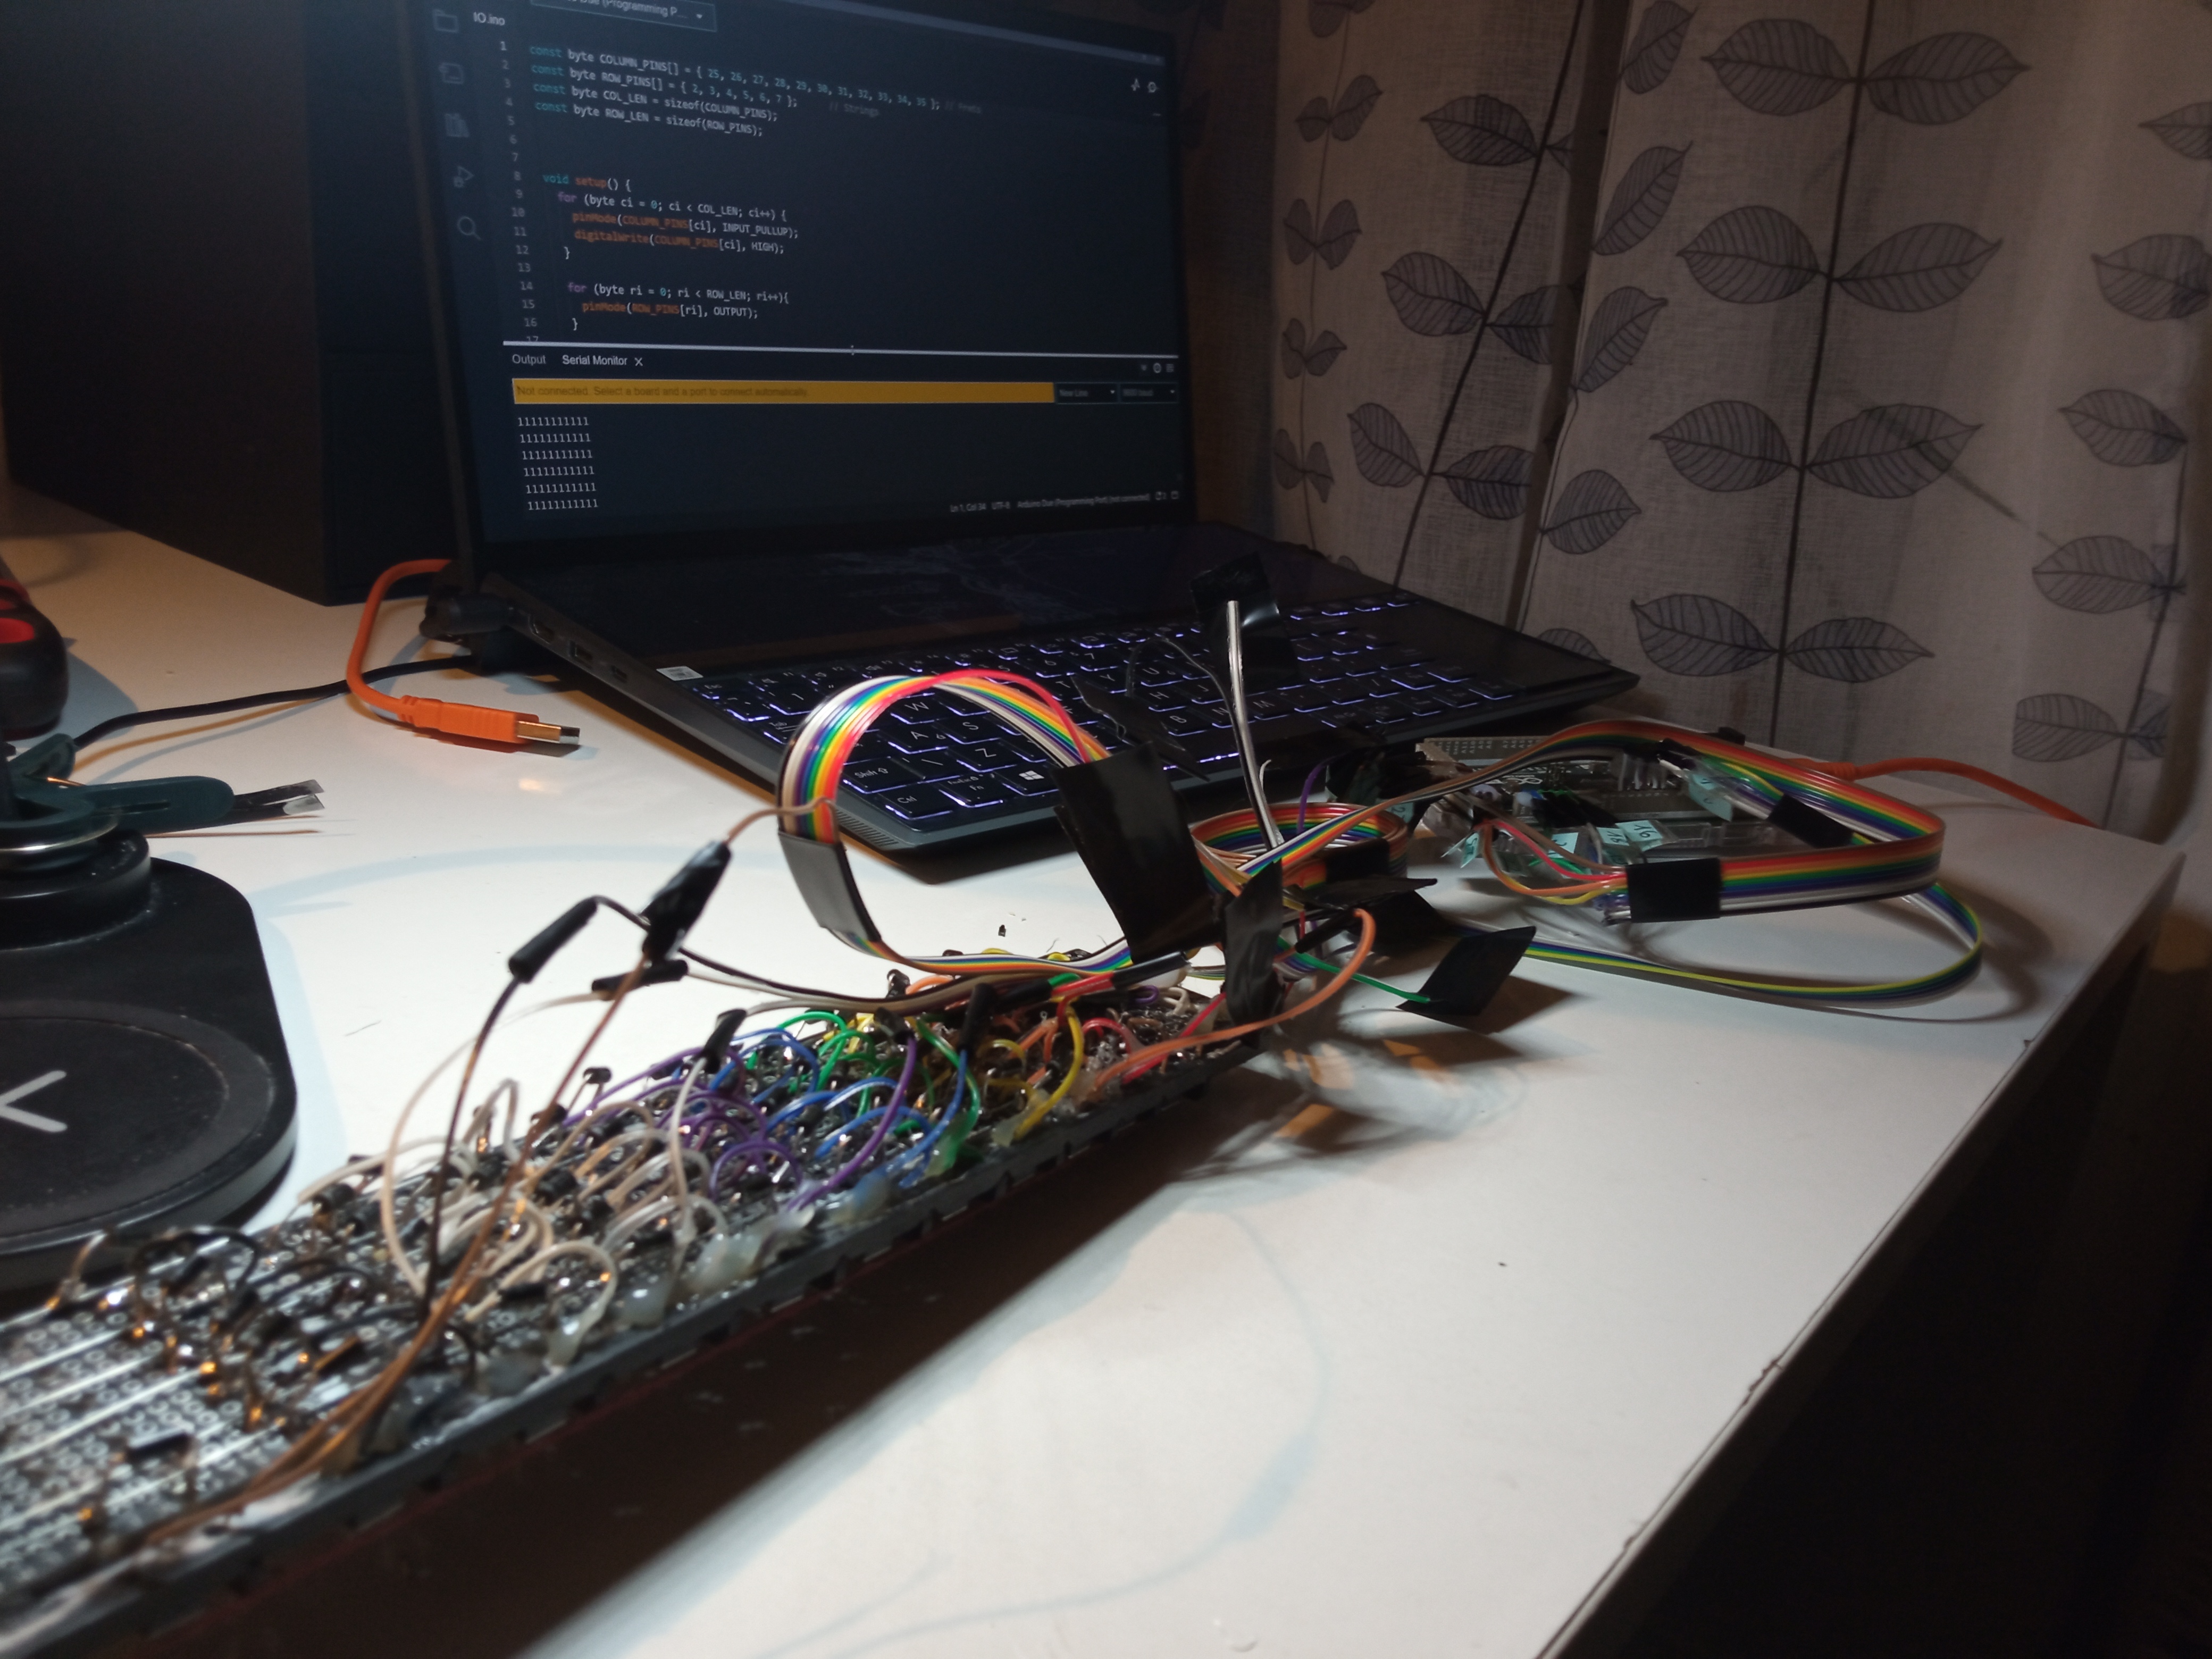 IO.ino
Due (Programming P...
1 const byte COLUMN_PINS[] = { 25, 26, 27, 28, 29, 30, 31, 32, 33, 34, 35 }; // Frets
2 const byte ROW_PINS[] = { 2, 3, 4, 5, 6, 7 }; // Strings
3 const byte COL_LEN = sizeof(COLUMN_PINS);
4 const byte ROW_LEN = sizeof(ROW_PINS);
5
6
7
8 void setup() {
9 for (byte ci = 0; ci < COL_LEN; ci++) {
10 pinMode(COLUMN_PINS[ci], INPUT_PULLUP);
11 digitalWrite(COLUMN_PINS[ci], HIGH);
12 }
13
14 for (byte ri = 0; ri < ROW_LEN; ri++){
15 pinMode(ROW_PINS[ri], OUTPUT);
16 }
17
Output Serial Monitor
Not connected. Select a board and a port to connect automatically.
New Line
11111111111
11111111111
11111111111
11111111111
11111111111
11111111111
Ln 1, Col 34 UTF-8 Arduino Due (Programming Port) [not connected]
W
A S
Shift Z
Ctrl Fn